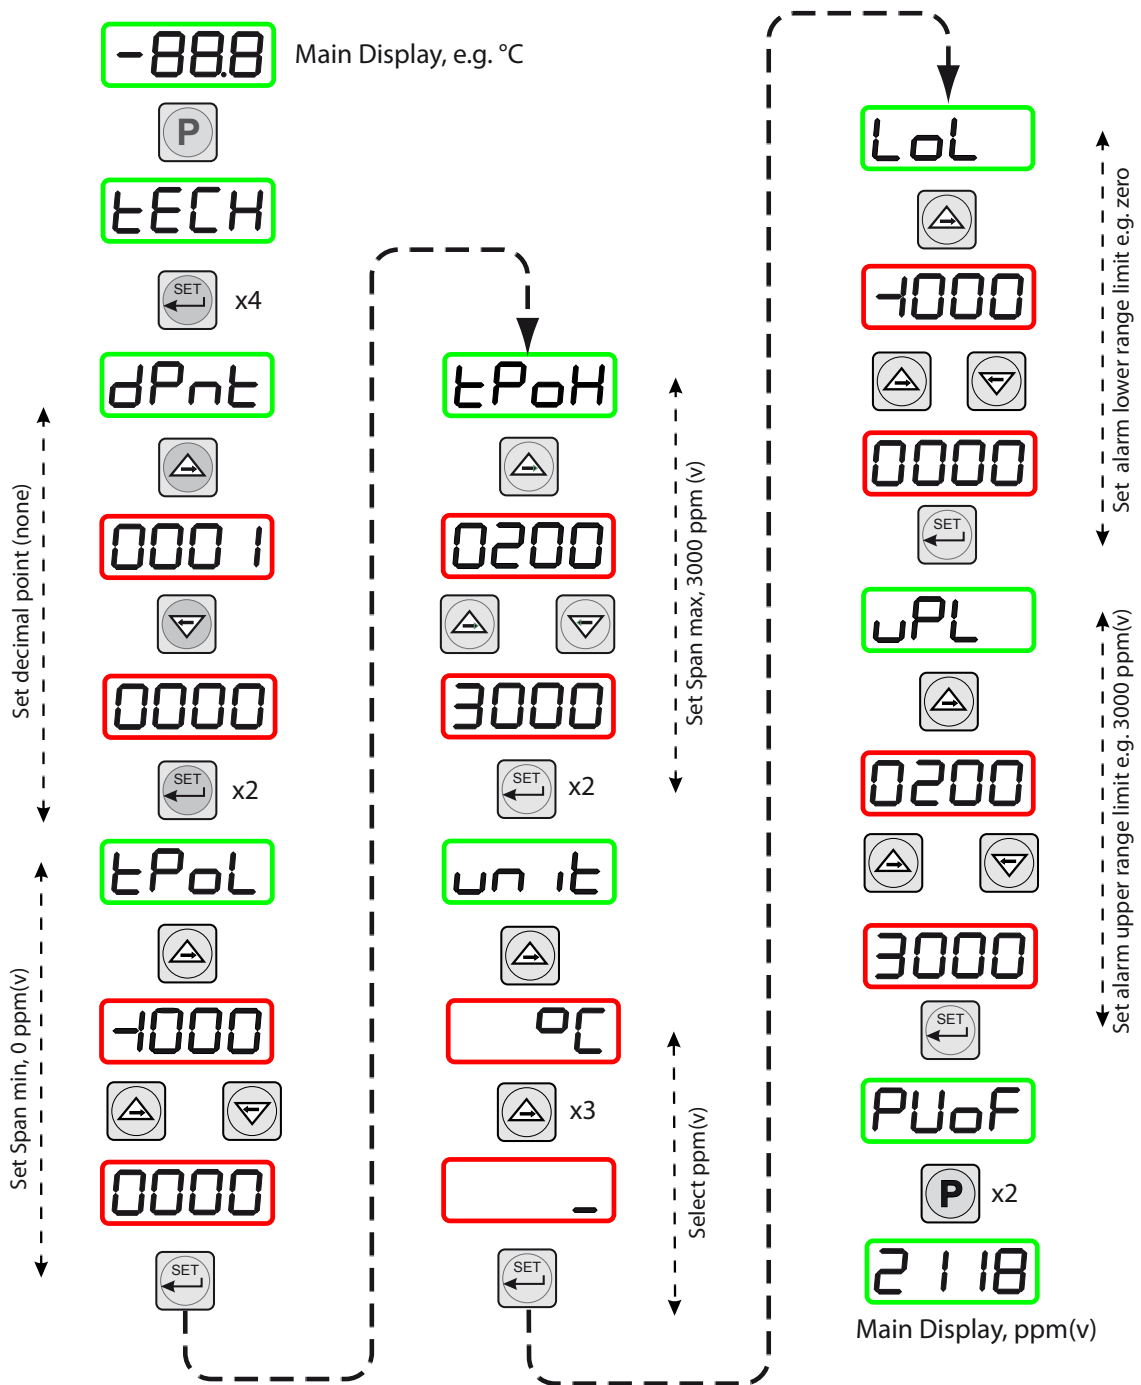 -88.8
Main Display, e.g. °C
P
tECH
SET
x4
dPnt
0001
0000
SET
x2
Set decimal point (none)
tPoL
-1000
0000
SET
Set Span min, 0 ppm(v)
tPoH
0200
3000
SET
x2
Set Span max, 3000 ppm (v)
unit
°C
x3
_
SET
Select ppm(v)
LoL
-1000
0000
SET
Set alarm lower range limit e.g. zero
uPL
0200
3000
SET
Set alarm upper range limit e.g. 3000 ppm(v)
PUoF
P
x2
2118
Main Display, ppm(v)